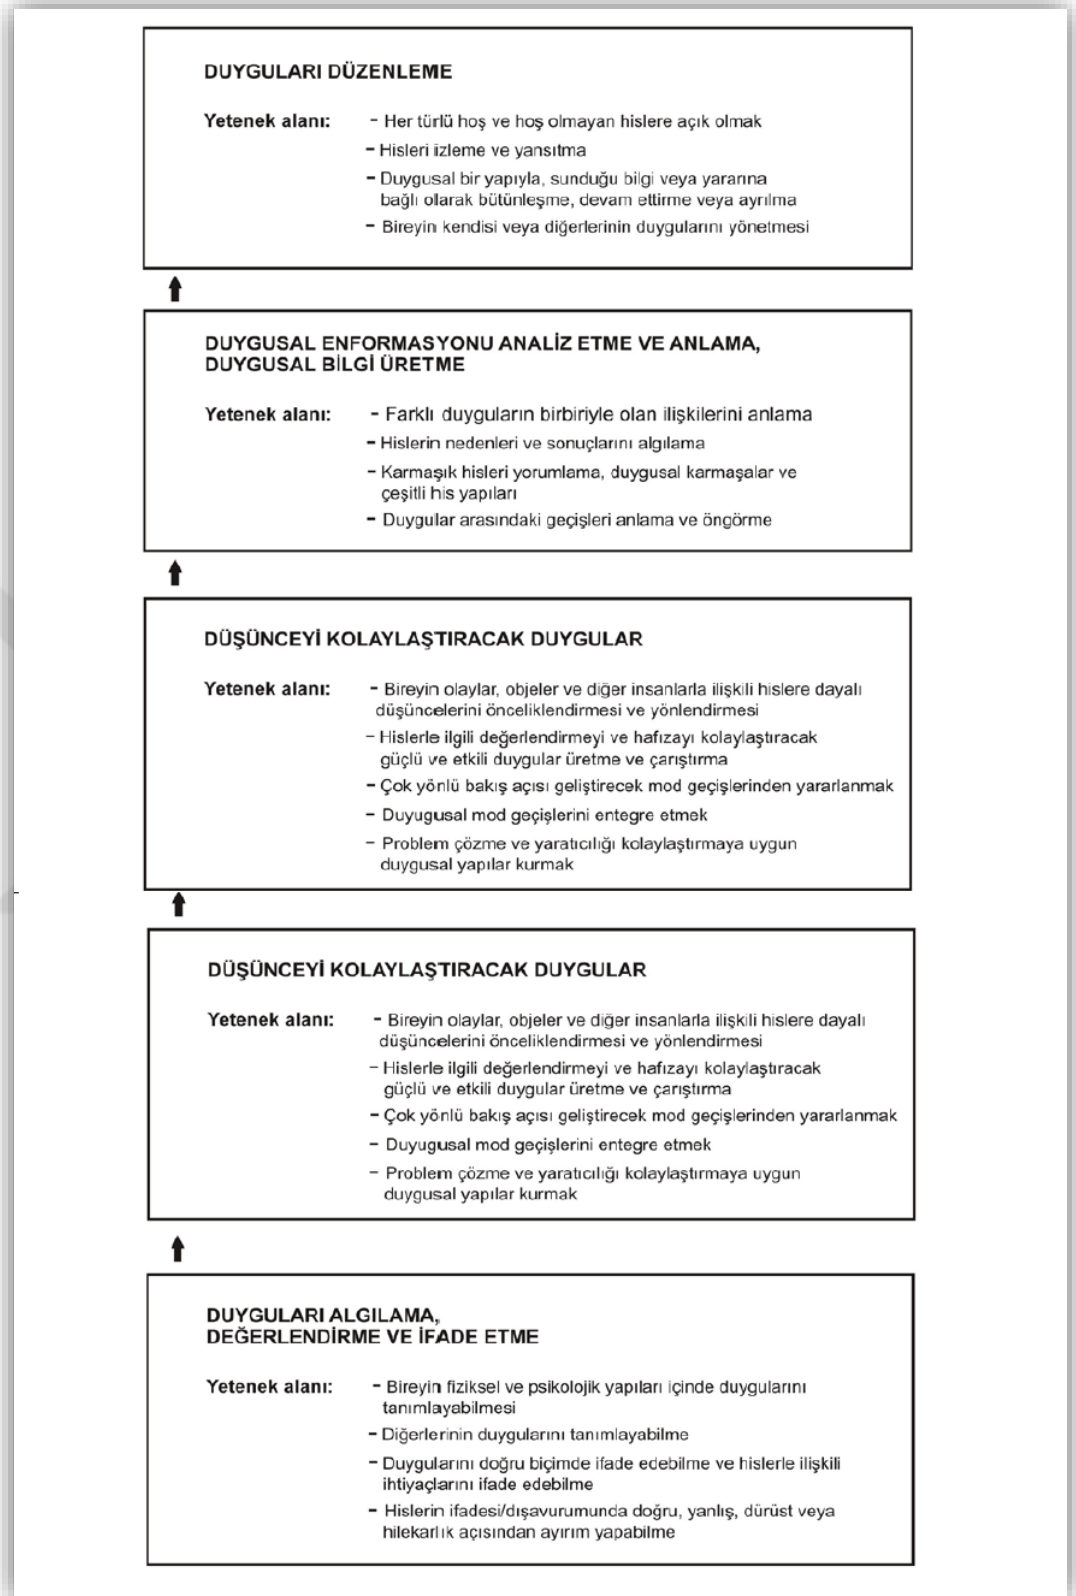 DUYGULARI DÜZENLEME
Yetenek alanı: - Her türlü hoş ve hoş olmayan hislere açık olmak
- Hisleri izleme ve yansıtma
- Duygusal bir yapıyla, sunduğu bilgi veya yararına
bağlı olarak bütünleşme, devam ettirme veya ayrılma
- Bireyin kendisi veya diğerlerinin duygularını yönetmesi
DUYGUSAL ENFORMASYONU ANALİZ ETME VE ANLAMA,
DUYGUSAL BİLGİ ÜRETME
Yetenek alanı: - Farklı duyguların birbiriyle olan ilişkilerini anlama
- Hislerin nedenleri ve sonuçlarını algılama
- Karmaşık hisleri yorumlama, duygusal karmaşalar ve
çeşitli his yapıları
- Duygular arasındaki geçişleri anlama ve öngörme
DÜŞÜNCEYİ KOLAYLAŞTIRACAK DUYGULAR
Yetenek alanı: - Bireyin olaylar, objeler ve diğer insanlarla ilişkili hislere dayalı
düşüncelerini önceliklendirmesi ve yönlendirmesi
- Hislerle ilgili değerlendirmeyi ve hafızayı kolaylaştıracak
güçlü ve etkili duygular üretme ve çarıştırma
- Çok yönlü bakış açısı geliştirecek mod geçişlerinden yararlanmak
- Duyugusal mod geçişlerini entegre etmek
- Problem çözme ve yaratıcılığı kolaylaştırmaya uygun
duygusal yapılar kurmak
DÜŞÜNCEYİ KOLAYLAŞTIRACAK DUYGULAR
Yetenek alanı: - Bireyin olaylar, objeler ve diğer insanlarla ilişkili hislere dayalı
düşüncelerini önceliklendirmesi ve yönlendirmesi
- Hislerle ilgili değerlendirmeyi ve hafızayı kolaylaştıracak
güçlü ve etkili duygular üretme ve çarıştırma
- Çok yönlü bakış açısı geliştirecek mod geçişlerinden yararlanmak
- Duyugusal mod geçişlerini entegre etmek
- Problem çözme ve yaratıcılığı kolaylaştırmaya uygun
duygusal yapılar kurmak
DUYGULARI ALGILAMA,
DEĞERLENDİRME VE İFADE ETME
Yetenek alanı: - Bireyin fiziksel ve psikolojik yapıları içinde duygularını
tanımlayabilmesi
- Diğerlerinin duygularını tanımlayabilme
- Duygularını doğru biçimde ifade edebilme ve hislerle ilişkili
ihtiyaçlarını ifade edebilme
- Hislerin ifadesi/dışavurumunda doğru, yanlış, dürüst veya
hilekarlık açısından ayırım yapabilme